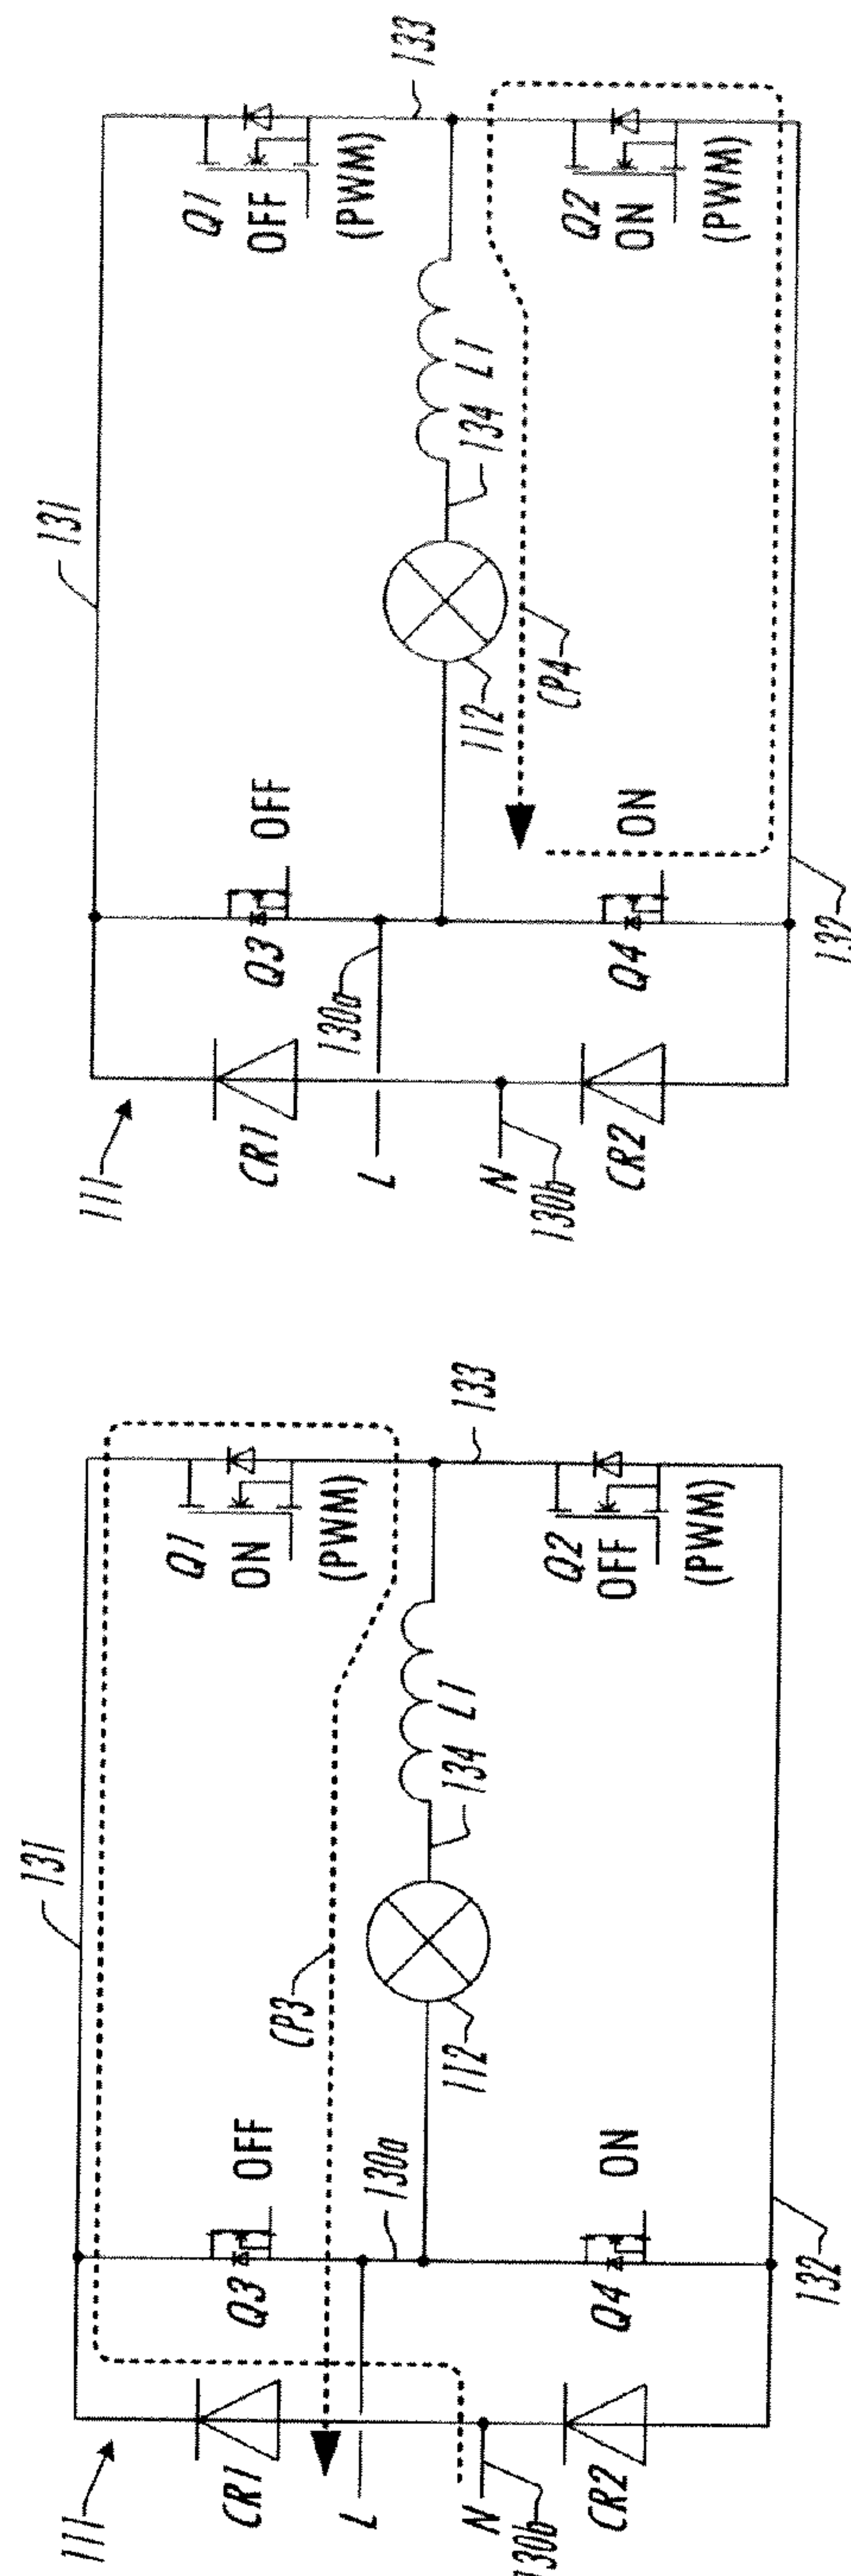 111
131
133
Q1
OFF
(PWM)
Q3
OFF
CR1
L
130a
L1
134
112
CP4
Q2
ON
(PWM)
Q4
ON
N
130b
CR2
132
111
131
133
Q1
ON
(PWM)
Q3
OFF
CR1
CP3
L
130a
L1
134
112
Q2
OFF
(PWM)
Q4
ON
N
130b
CR2
132